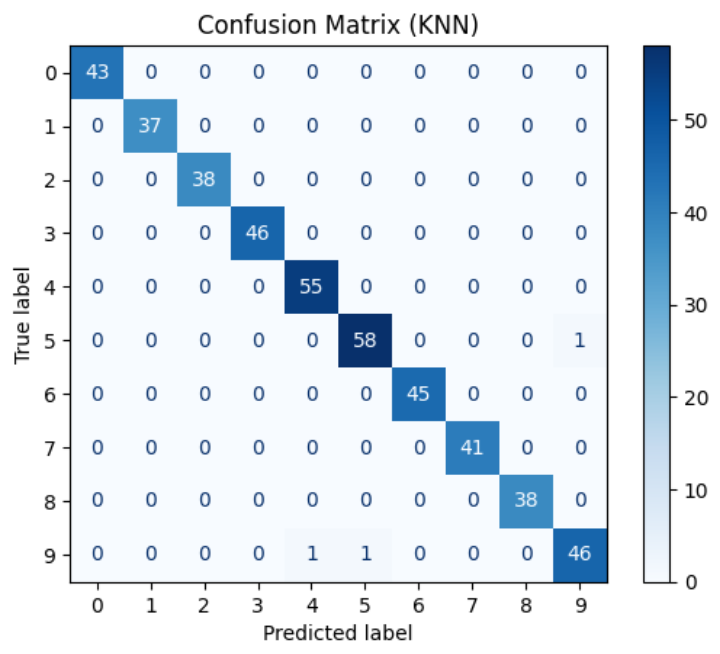 Confusion Matrix (KNN)
0 43 0 0 0 0 0 0 0 0 0
1 0 37 0 0 0 0 0 0 0 0
2 0 0 38 0 0 0 0 0 0 0
3 0 0 0 46 0 0 0 0 0 0
4 0 0 0 0 55 0 0 0 0 0
5 0 0 0 0 0 58 0 0 0 1
6 0 0 0 0 0 0 45 0 0 0
7 0 0 0 0 0 0 0 41 0 0
8 0 0 0 0 0 0 0 0 38 0
9 0 0 0 0 1 1 0 0 0 46
0 1 2 3 4 5 6 7 8 9
Predicted label
True label
50
40
30
20
10
0